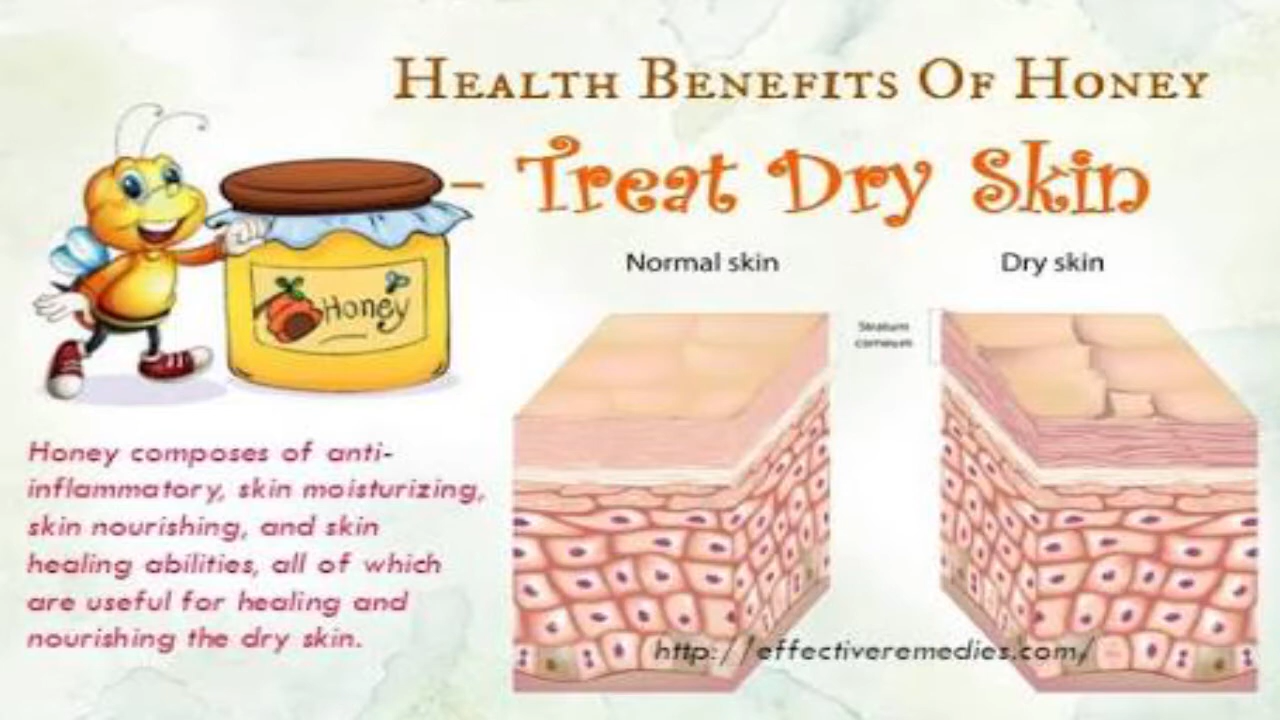 HEALTH BENEFITS OF HONEY
- Treat Dry Skin
Normal skin
Dry skin
Stratum
corneum
Honey
Honey composes of anti-
inflammatory, skin moisturizing,
skin nourishing, and skin
healing abilities, all of which
are useful for healing and
nourishing the dry skin.
http://effectiveremedies.com/